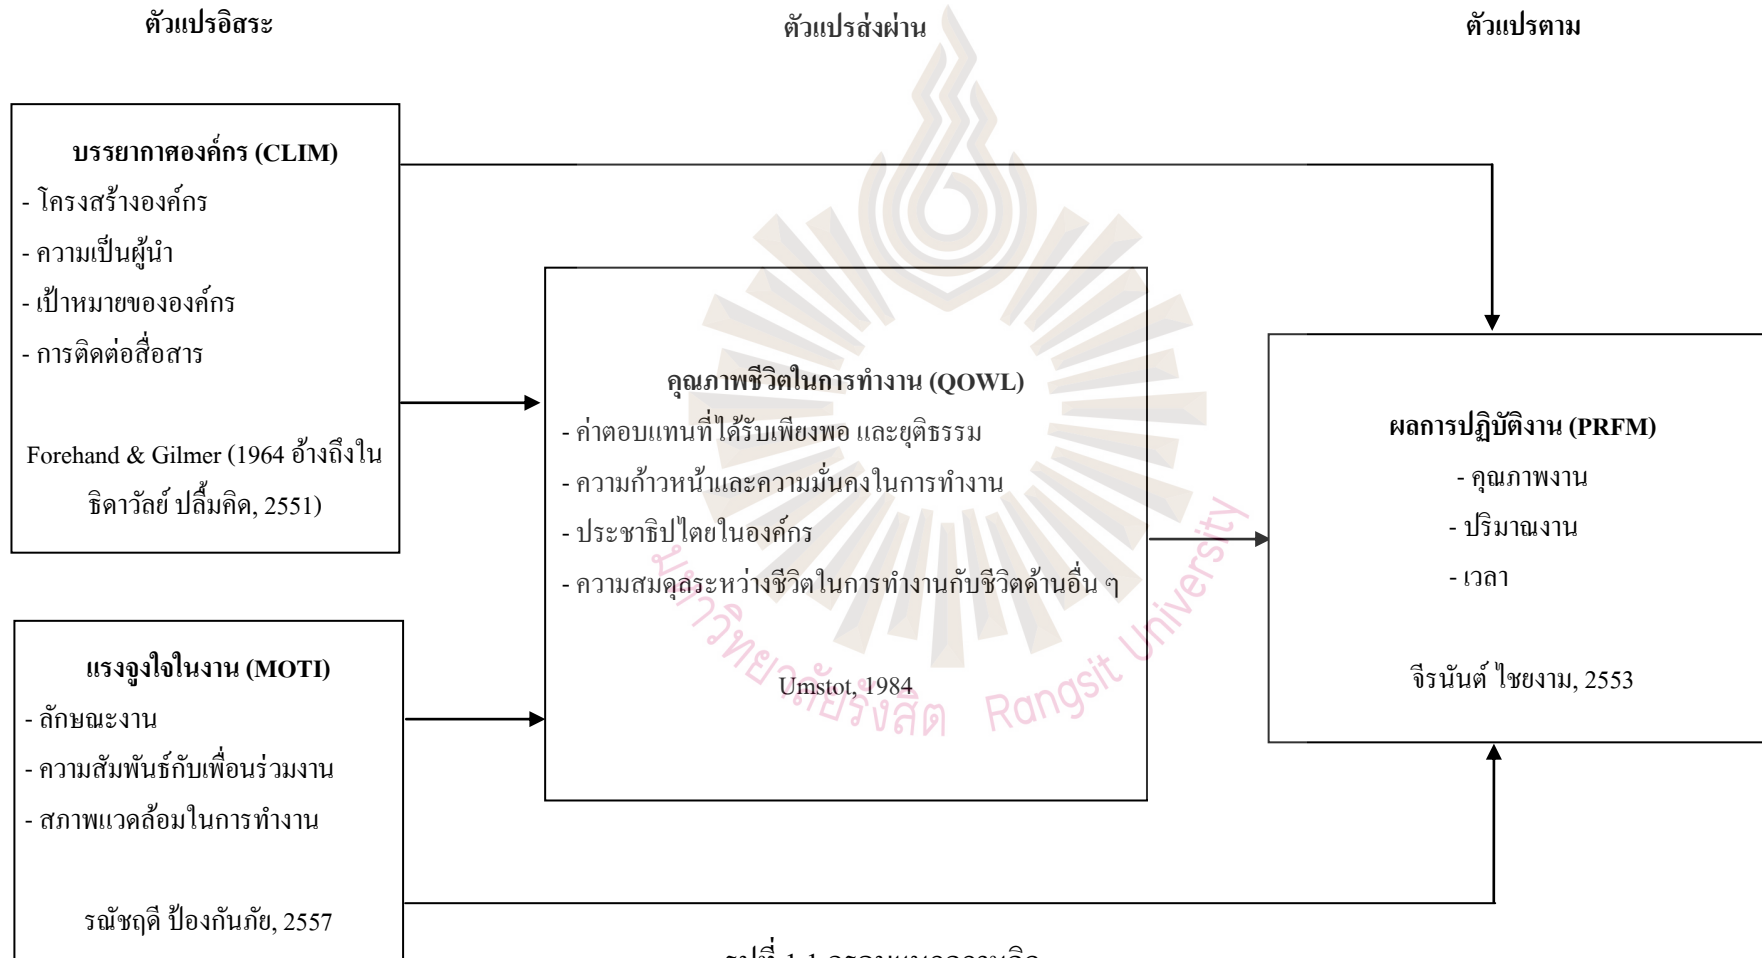 ตัวแปรอิสระ
ตัวแปรส่งผ่าน
ตัวแปรตาม
บรรยากาศองค์กร (CLIM)
- โครงสร้างองค์กร
- ความเป็นผู้นำ
- เป้าหมายขององค์กร
- การติดต่อสื่อสาร
Forehand & Gilmer (1964 อ้างถึงใน
ธิดาวัลย์ ปลื้มคิด, 2551)
แรงจูงใจในงาน (MOTI)
- ลักษณะงาน
- ความสัมพันธ์กับเพื่อนร่วมงาน
- สภาพแวดล้อมในการทำงาน
รณัชฤดี ป้องกันภัย, 2557
คุณภาพชีวิตในการทำงาน (QOWL)
- ค่าตอบแทนที่ได้รับเพียงพอ และยุติธรรม
- ความก้าวหน้าและความมั่นคงในการทำงาน
- ประชาธิปไตยในองค์กร
- ความสมดุลระหว่างชีวิตในการทำงานกับชีวิตด้านอื่น ๆ
Umstot, 1984
ผลการปฏิบัติงาน (PRFM)
- คุณภาพงาน
- ปริมาณงาน
- เวลา
จีรนันต์ ไชยงาม, 2553
มหาวิทยาลัยรังสิต Rangsit University
รูปที่ 1.1 กรอบแนวความคิด